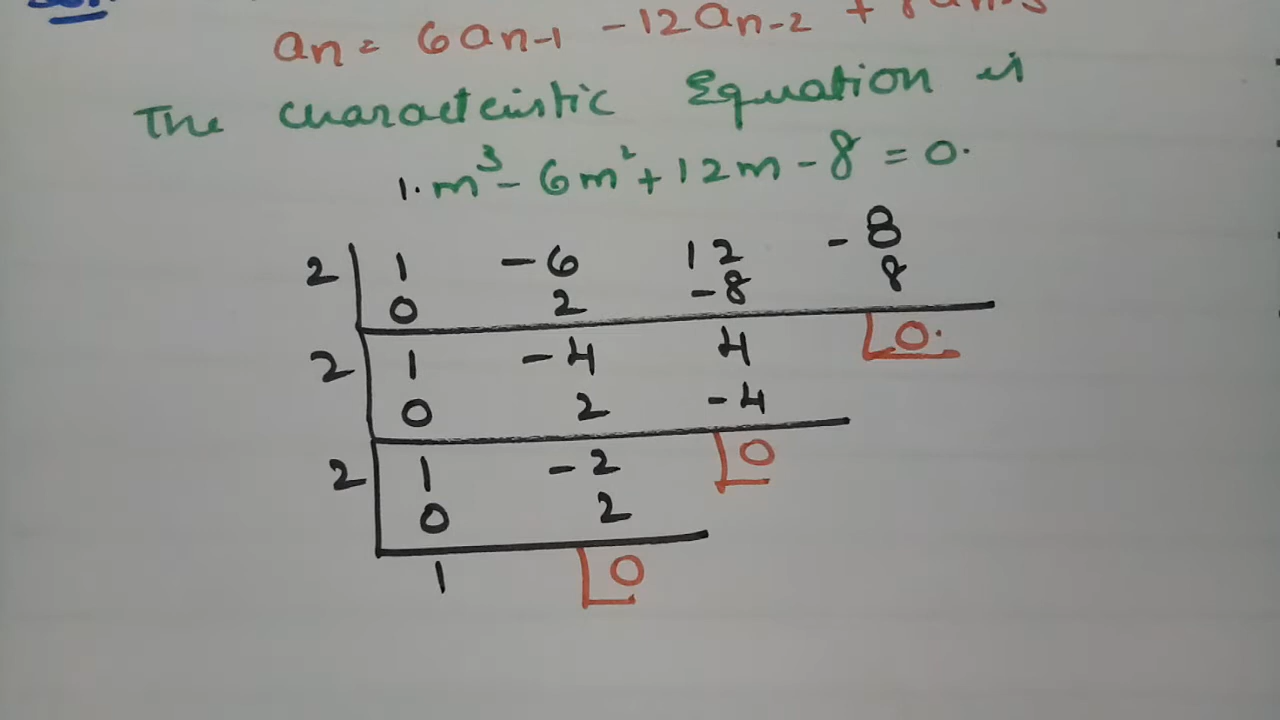 an = 6an-1 - 12an-2 +
The characteristic Equation is
1·m³ - 6m² + 12m - 8 = 0.
2 | 1 -6 12 -8
0 2 -8 8
2 | 1 -4 4 0.
0 2 -4
2 | 1 -2 0
0 2
1 0